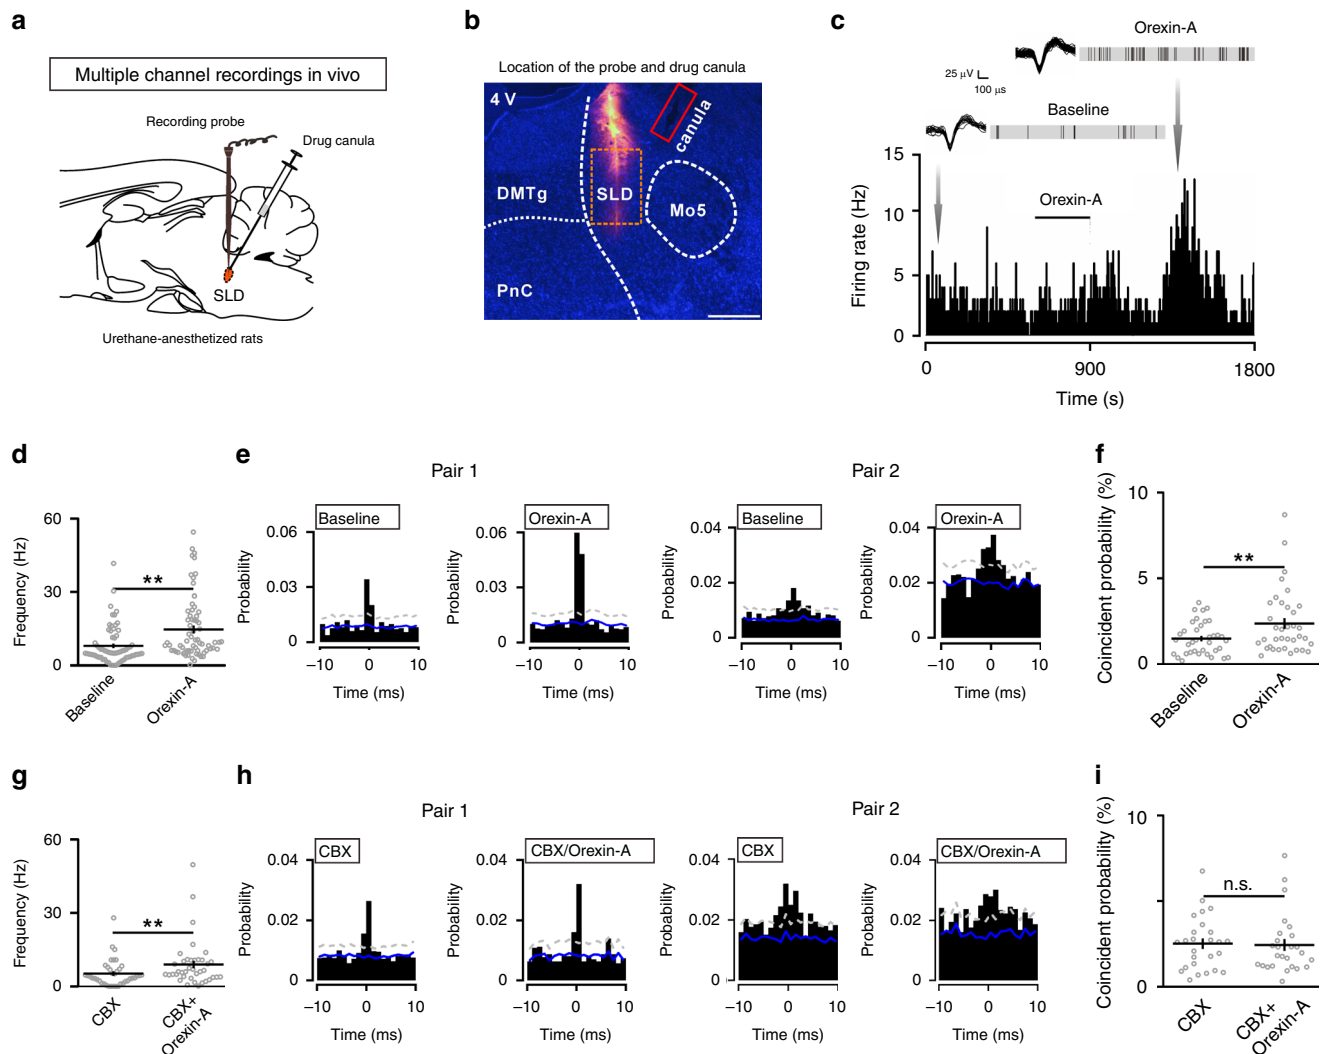 a
Multiple channel recordings in vivo
Recording probe
Drug canula
SLD
Urethane-anesthetized rats
b
Location of the probe and drug canula
4 V
canula
DMTg
SLD
Mo5
PnC
c
Orexin-A
25 μV
100 μs
Baseline
Orexin-A
Firing rate (Hz)
15
10
5
0
0
900
1800
Time (s)
d
Frequency (Hz)
60
30
0
**
Baseline
Orexin-A
e
Pair 1
Baseline
Probability
0.06
0.03
0
−10
0
10
Time (ms)
Orexin-A
Probability
0.06
0.03
0
−10
0
10
Time (ms)
Pair 2
Baseline
Probability
0.04
0.02
0
−10
0
10
Time (ms)
Orexin-A
Probability
0.04
0.02
0
−10
0
10
Time (ms)
f
Coincident probability (%)
10
5
0
**
Baseline
Orexin-A
g
Frequency (Hz)
60
30
0
**
CBX
CBX+
Orexin-A
h
Pair 1
CBX
Probability
0.04
0.02
0
−10
0
10
Time (ms)
CBX/Orexin-A
Probability
0.04
0.02
0
−10
0
10
Time (ms)
Pair 2
CBX
Probability
0.04
0.02
0
−10
0
10
Time (ms)
CBX/Orexin-A
Probability
0.04
0.02
0
−10
0
10
Time (ms)
i
Coincident probability (%)
10
5
0
n.s.
CBX
CBX+
Orexin-A